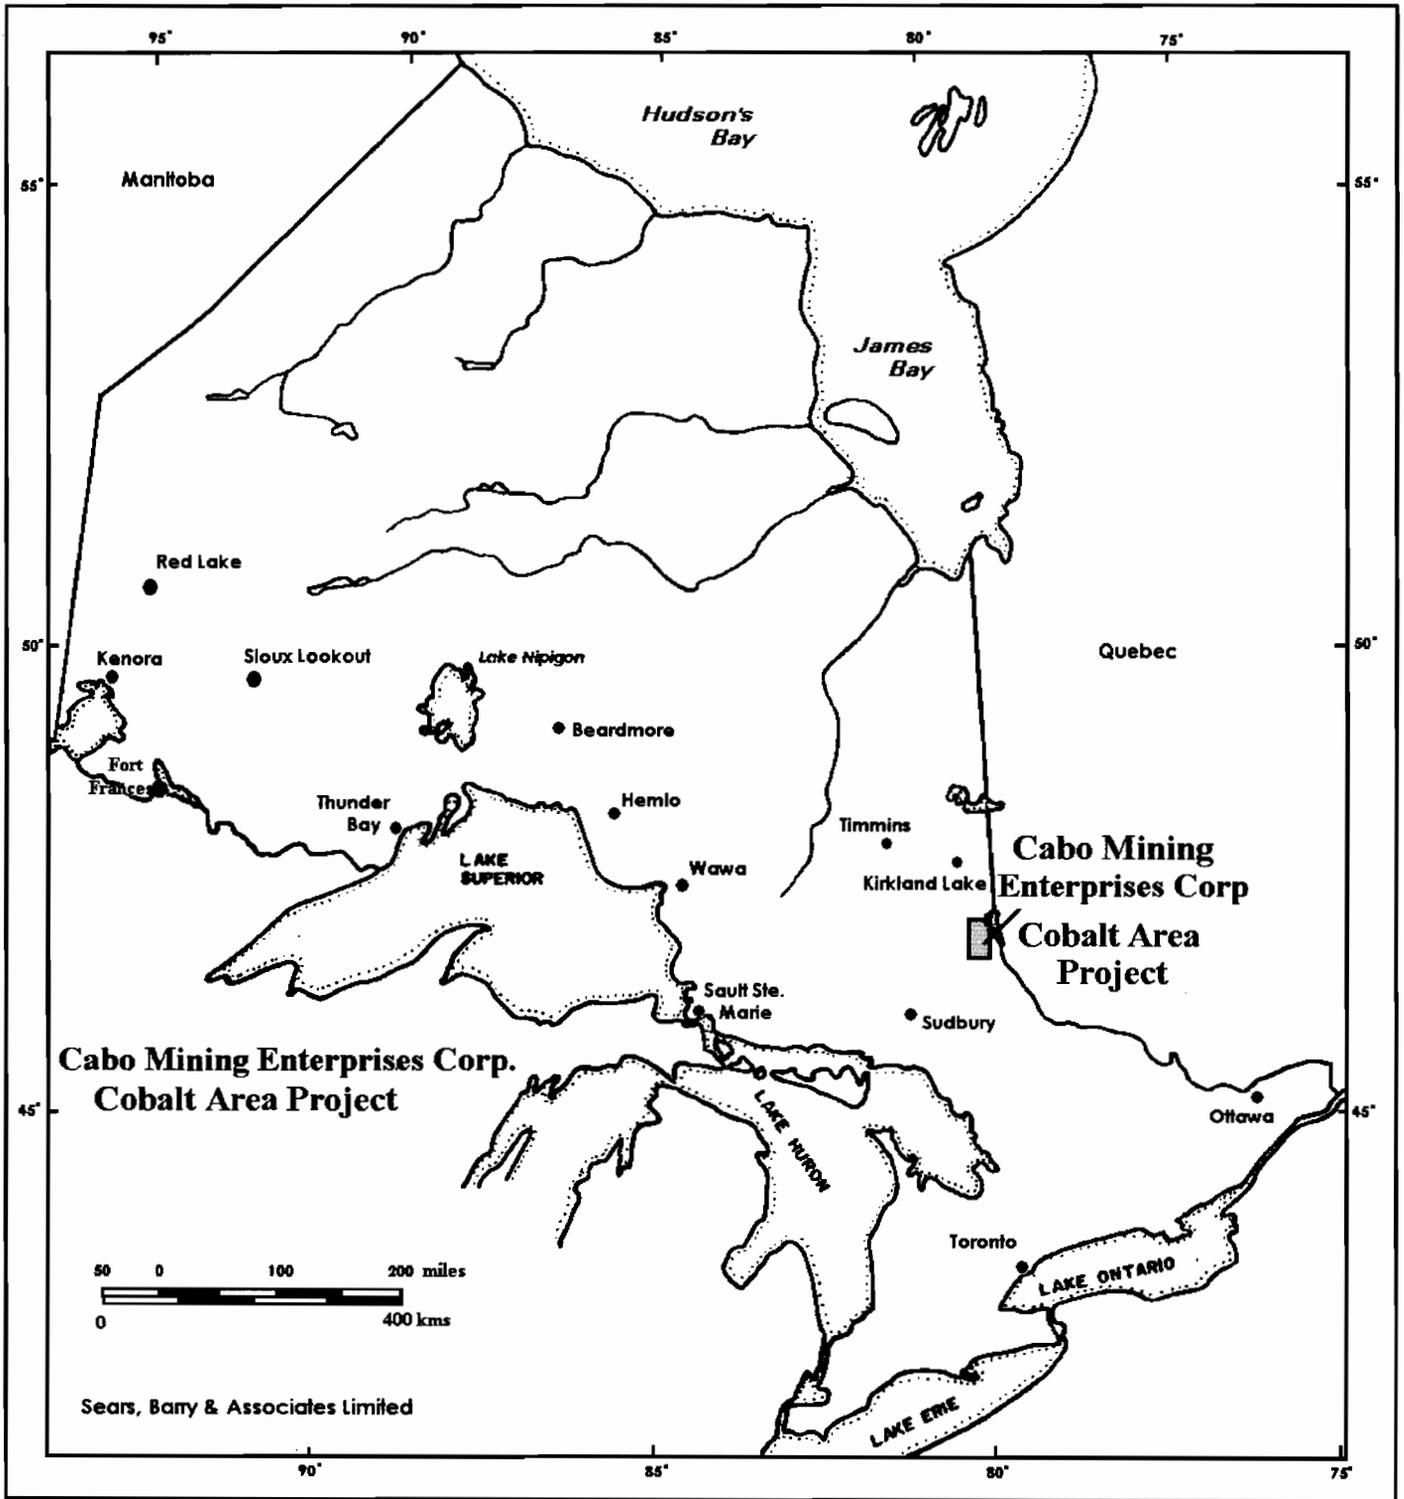 95° 90° 85° 80° 75°
Hudson's
Bay
Manitoba
55° 55°
James
Bay
Red Lake
50° 50°
Kenora
Sioux Lookout
Lake Nipigon
Quebec
Beardmore
Fort
Frances
Thunder
Bay
Hemlo
LAKE
SUPERIOR
Wawa
Timmins
Kirkland Lake
Cabo Mining
Enterprises Corp
Cobalt Area
Project
Sault Ste.
Marie
Sudbury
Cabo Mining Enterprises Corp.
Cobalt Area Project
45° 45°
LAKE HURON
Ottawa
Toronto
LAKE ONTARIO
50 0 100 200 miles
0 400 kms
Sears, Barry & Associates Limited
LAKE ERIE
90° 85° 80° 75°